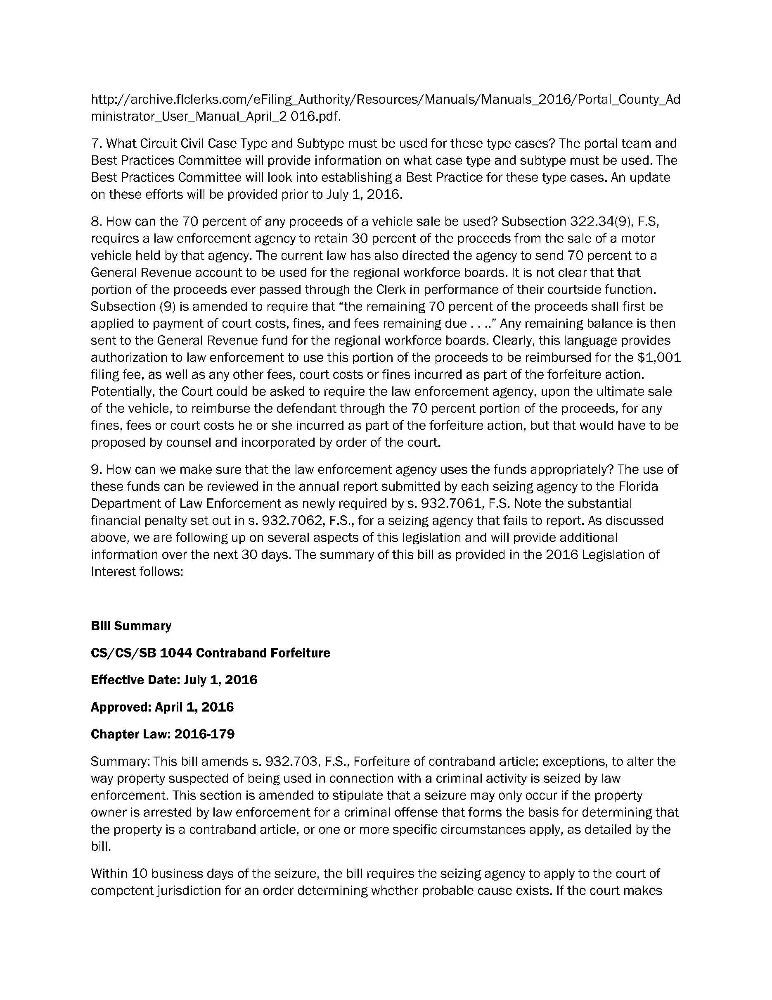 http://archive.flclerks.com/eFiling_Authority/Resources/Manuals/Manuals_2016/Portal_County_Ad
ministrator_User_Manual_April_2 016.pdf.
7. What Circuit Civil Case Type and Subtype must be used for these type cases? The portal team and
Best Practices Committee will provide information on what case type and subtype must be used. The
Best Practices Committee will look into establishing a Best Practice for these type cases. An update
on these efforts will be provided prior to July 1, 2016.
8. How can the 70 percent of any proceeds of a vehicle sale be used? Subsection 322.34(9), F.S,
requires a law enforcement agency to retain 30 percent of the proceeds from the sale of a motor
vehicle held by that agency. The current law has also directed the agency to send 70 percent to a
General Revenue account to be used for the regional workforce boards. It is not clear that that
portion of the proceeds ever passed through the Clerk in performance of their courtside function.
Subsection (9) is amended to require that “the remaining 70 percent of the proceeds shall first be
applied to payment of court costs, fines, and fees remaining due . . ..” Any remaining balance is then
sent to the General Revenue fund for the regional workforce boards. Clearly, this language provides
authorization to law enforcement to use this portion of the proceeds to be reimbursed for the $1,001
filing fee, as well as any other fees, court costs or fines incurred as part of the forfeiture action.
Potentially, the Court could be asked to require the law enforcement agency, upon the ultimate sale
of the vehicle, to reimburse the defendant through the 70 percent portion of the proceeds, for any
fines, fees or court costs he or she incurred as part of the forfeiture action, but that would have to be
proposed by counsel and incorporated by order of the court.
9. How can we make sure that the law enforcement agency uses the funds appropriately? The use of
these funds can be reviewed in the annual report submitted by each seizing agency to the Florida
Department of Law Enforcement as newly required by s. 932.7061, F.S. Note the substantial
financial penalty set out in s. 932.7062, F.S., for a seizing agency that fails to report. As discussed
above, we are following up on several aspects of this legislation and will provide additional
information over the next 30 days. The summary of this bill as provided in the 2016 Legislation of
Interest follows:
Bill Summary
CS/CS/SB 1044 Contraband Forfeiture
Effective Date: July 1, 2016
Approved: April 1, 2016
Chapter Law: 2016-179
Summary: This bill amends s. 932.703, F.S., Forfeiture of contraband article; exceptions, to alter the
way property suspected of being used in connection with a criminal activity is seized by law
enforcement. This section is amended to stipulate that a seizure may only occur if the property
owner is arrested by law enforcement for a criminal offense that forms the basis for determining that
the property is a contraband article, or one or more specific circumstances apply, as detailed by the
bill.
Within 10 business days of the seizure, the bill requires the seizing agency to apply to the court of
competent jurisdiction for an order determining whether probable cause exists. If the court makes